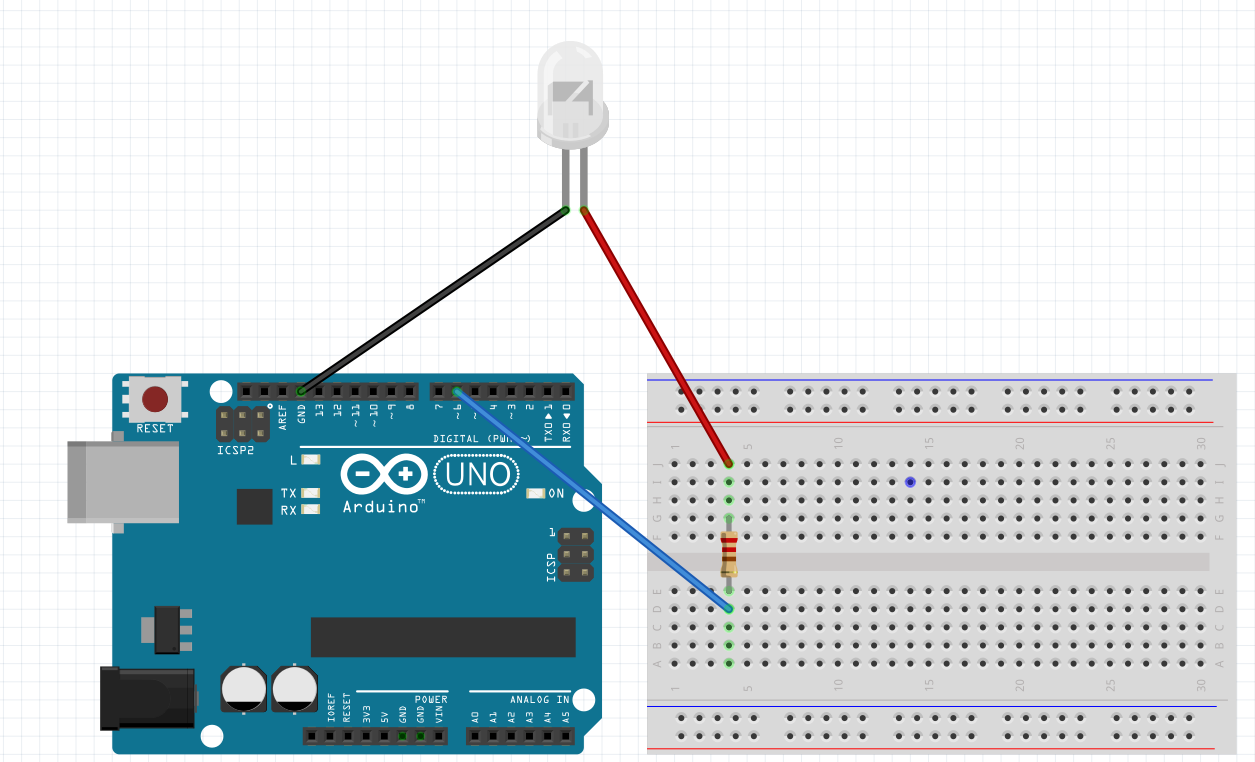 RESET
ICSP2
AREF
GND
13
12
~11
~10
~9
8
7
~6
~
4
~3
2
TX0▶1
RX0◀0
DIGITAL (PWM ~)
L
TX
RX
UNO
Arduino™
ON
1
ICSP
IOREF
RESET
3V3
5V
GND
GND
VIN
POWER
ANALOG IN
A0
A1
A2
A3
A4
A5
1 5 10 15 20 25 30
J J
I I
H H
G G
F F
E E
D D
C C
B B
A A
1 5 10 15 20 25 30